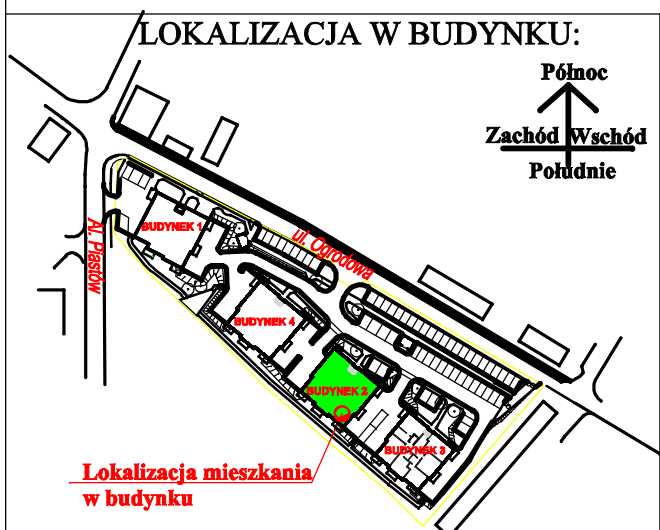 LOKALIZACJA W BUDYNKU:
Północ
Zachód Wschód
Południe
BUDYNEK 1
ul. Ogrodowa
Al. Piastów
BUDYNEK 4
BUDYNEK 2
BUDYNEK 3
Lokalizacja mieszkania
w budynku